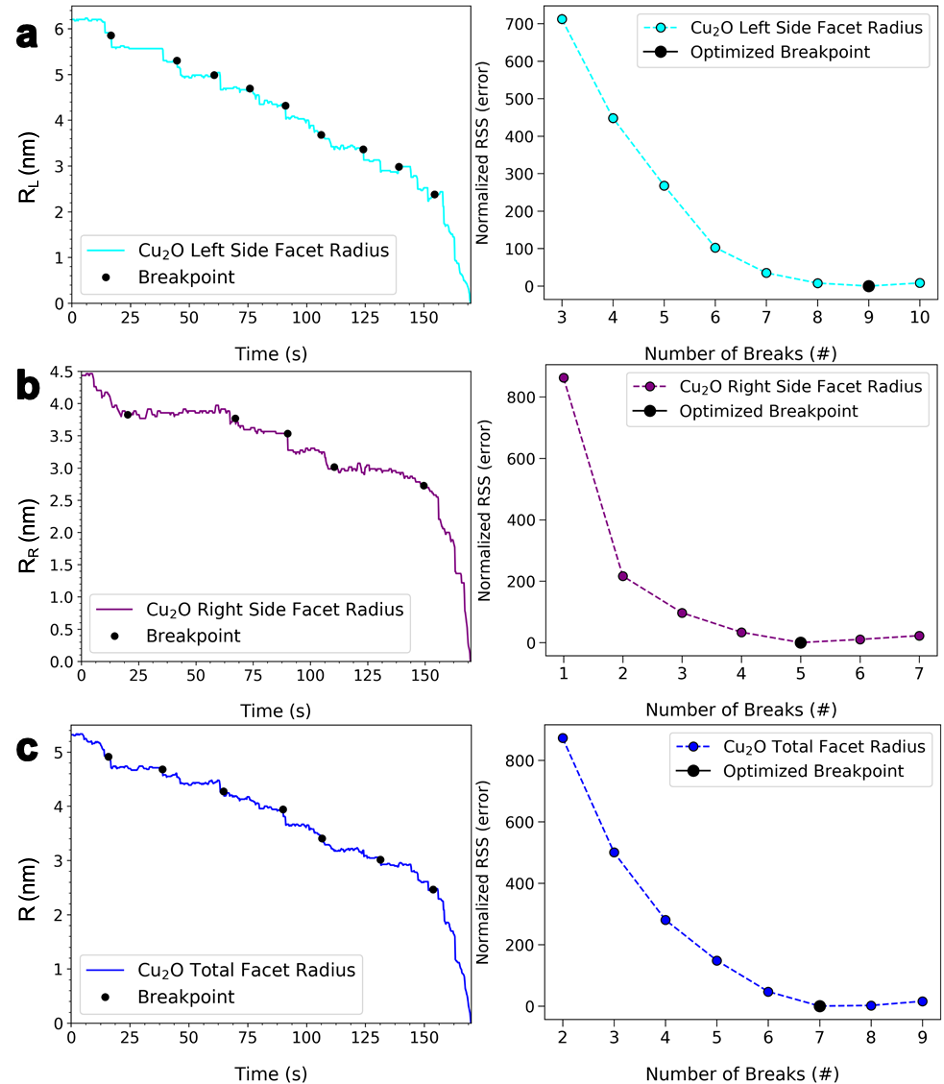 a
R_L (nm)
6
5
4
3
2
1
0
Cu₂O Left Side Facet Radius
Breakpoint
0 25 50 75 100 125 150
Time (s)
Normalized RSS (error)
700
600
500
400
300
200
100
0
Cu₂O Left Side Facet Radius
Optimized Breakpoint
3 4 5 6 7 8 9 10
Number of Breaks (#)
b
R_R (nm)
4.5
4.0
3.5
3.0
2.5
2.0
1.5
1.0
0.5
0.0
Cu₂O Right Side Facet Radius
Breakpoint
0 25 50 75 100 125 150
Time (s)
Normalized RSS (error)
800
600
400
200
0
Cu₂O Right Side Facet Radius
Optimized Breakpoint
1 2 3 4 5 6 7
Number of Breaks (#)
c
R (nm)
5
4
3
2
1
0
Cu₂O Total Facet Radius
Breakpoint
0 25 50 75 100 125 150
Time (s)
Normalized RSS (error)
800
600
400
200
0
Cu₂O Total Facet Radius
Optimized Breakpoint
2 3 4 5 6 7 8 9
Number of Breaks (#)